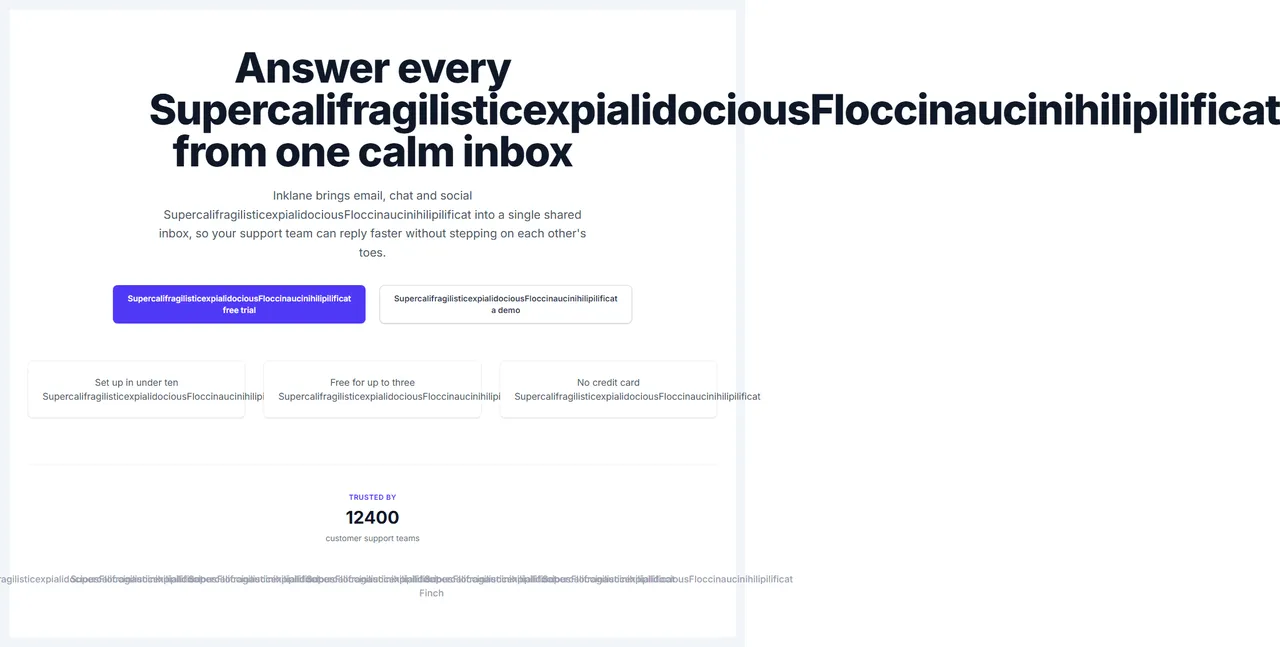 Answer every
SupercalifragilisticexpialidociousFloccinaucinihilipilificat
from one calm inbox
Inklane brings email, chat and social
SupercalifragilisticexpialidociousFloccinaucinihilipilificat into a single shared
inbox, so your support team can reply faster without stepping on each other's
toes.
SupercalifragilisticexpialidociousFloccinaucinihilipilificat
free trial
SupercalifragilisticexpialidociousFloccinaucinihilipilificat
a demo
Set up in under ten
SupercalifragilisticexpialidociousFloccinaucinihilipi
Free for up to three
SupercalifragilisticexpialidociousFloccinaucinihilipi
No credit card
SupercalifragilisticexpialidociousFloccinaucinihilipilificat
TRUSTED BY
12400
customer support teams
Finch